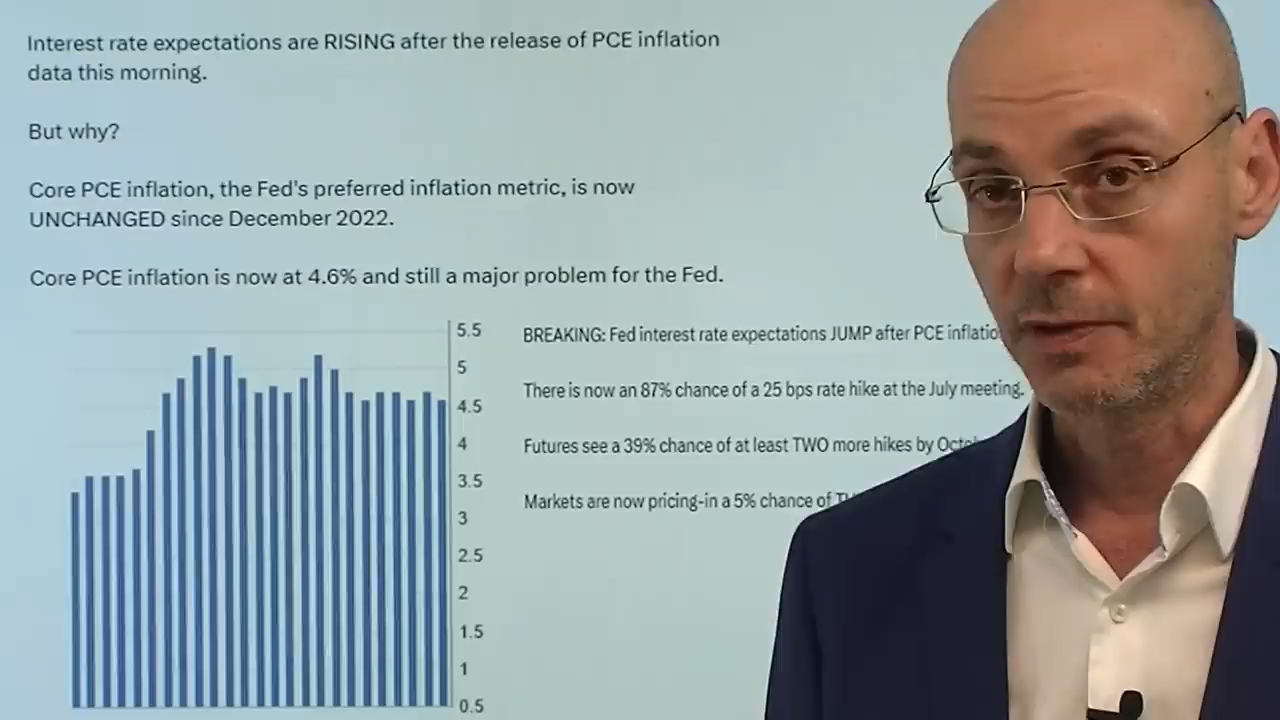 Interest rate expectations are RISING after the release of PCE inflation
data this morning.
But why?
Core PCE inflation, the Fed's preferred inflation metric, is now
UNCHANGED since December 2022.
Core PCE inflation is now at 4.6% and still a major problem for the Fed.
BREAKING: Fed interest rate expectations JUMP after PCE
There is now an 87% chance of a 25 bps rate hike at the July meeting.
Futures see a 39% chance of at least TWO more hikes by
Markets are now pricing-in a 5% chance of
5.5
5
4.5
4
3.5
3
2.5
2
1.5
1
0.5